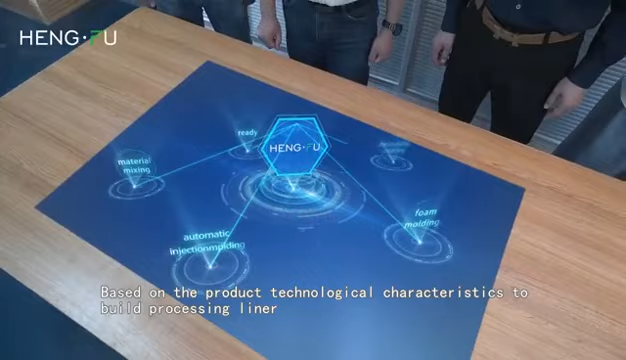 HENG·FU
ready
HENG·FU
material
mixing
foam
molding
automatic
injectionmolding
Based on the product technological characteristics to
build processing liner